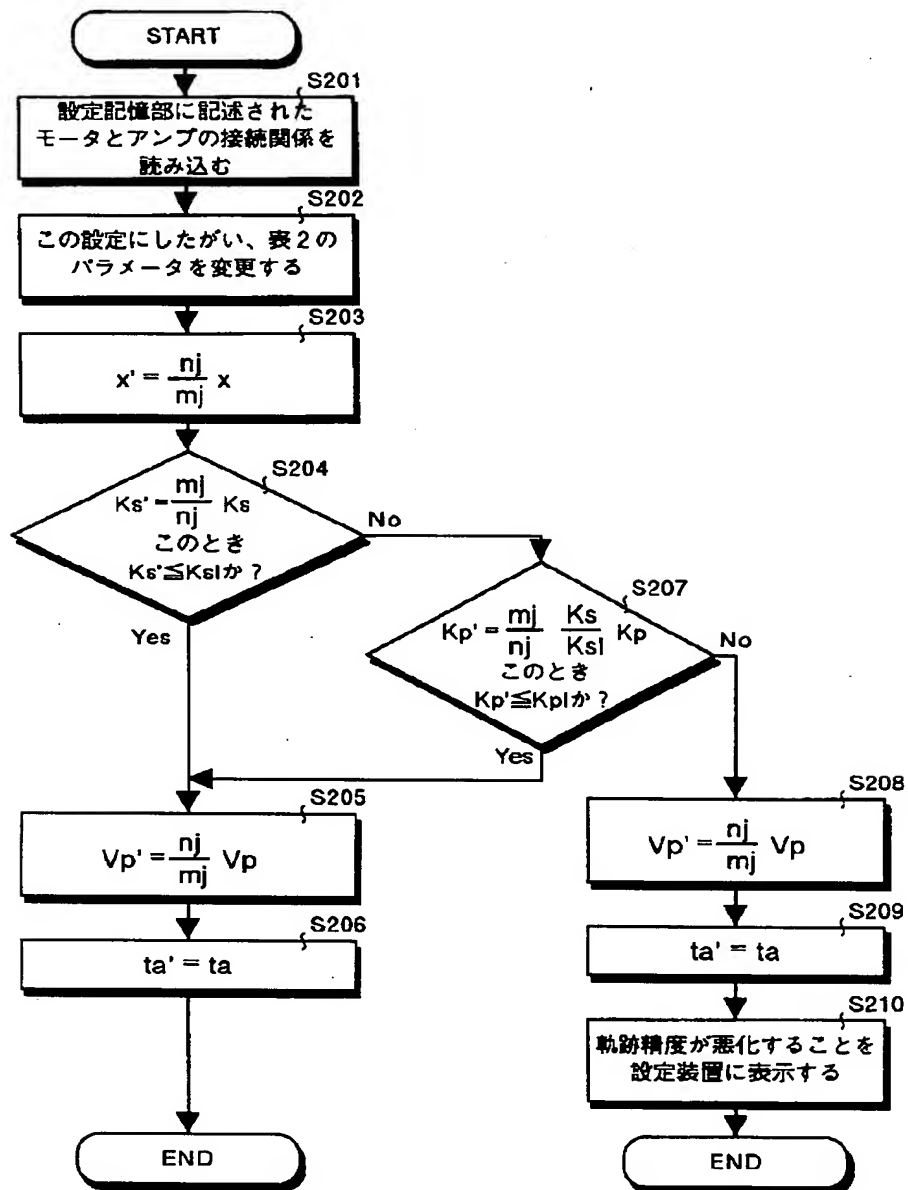 START
S201
設定記憶部に記述された
モータとアンプの接続関係を
読み込む
S202
この設定にしたがい、表2の
パラメータを変更する
S203
x' = nj/mj x
S204
Ks' = mj/nj Ks
このとき
Ks'≦Kslか?
No
Yes
S207
Kp' = mj/nj Ks/Ksl Kp
このとき
Kp'≦Kplか?
No
Yes
S205
Vp' = nj/mj Vp
S206
ta' = ta
END
S208
Vp' = nj/mj Vp
S209
ta' = ta
S210
軌跡精度が悪化することを
設定装置に表示する
END